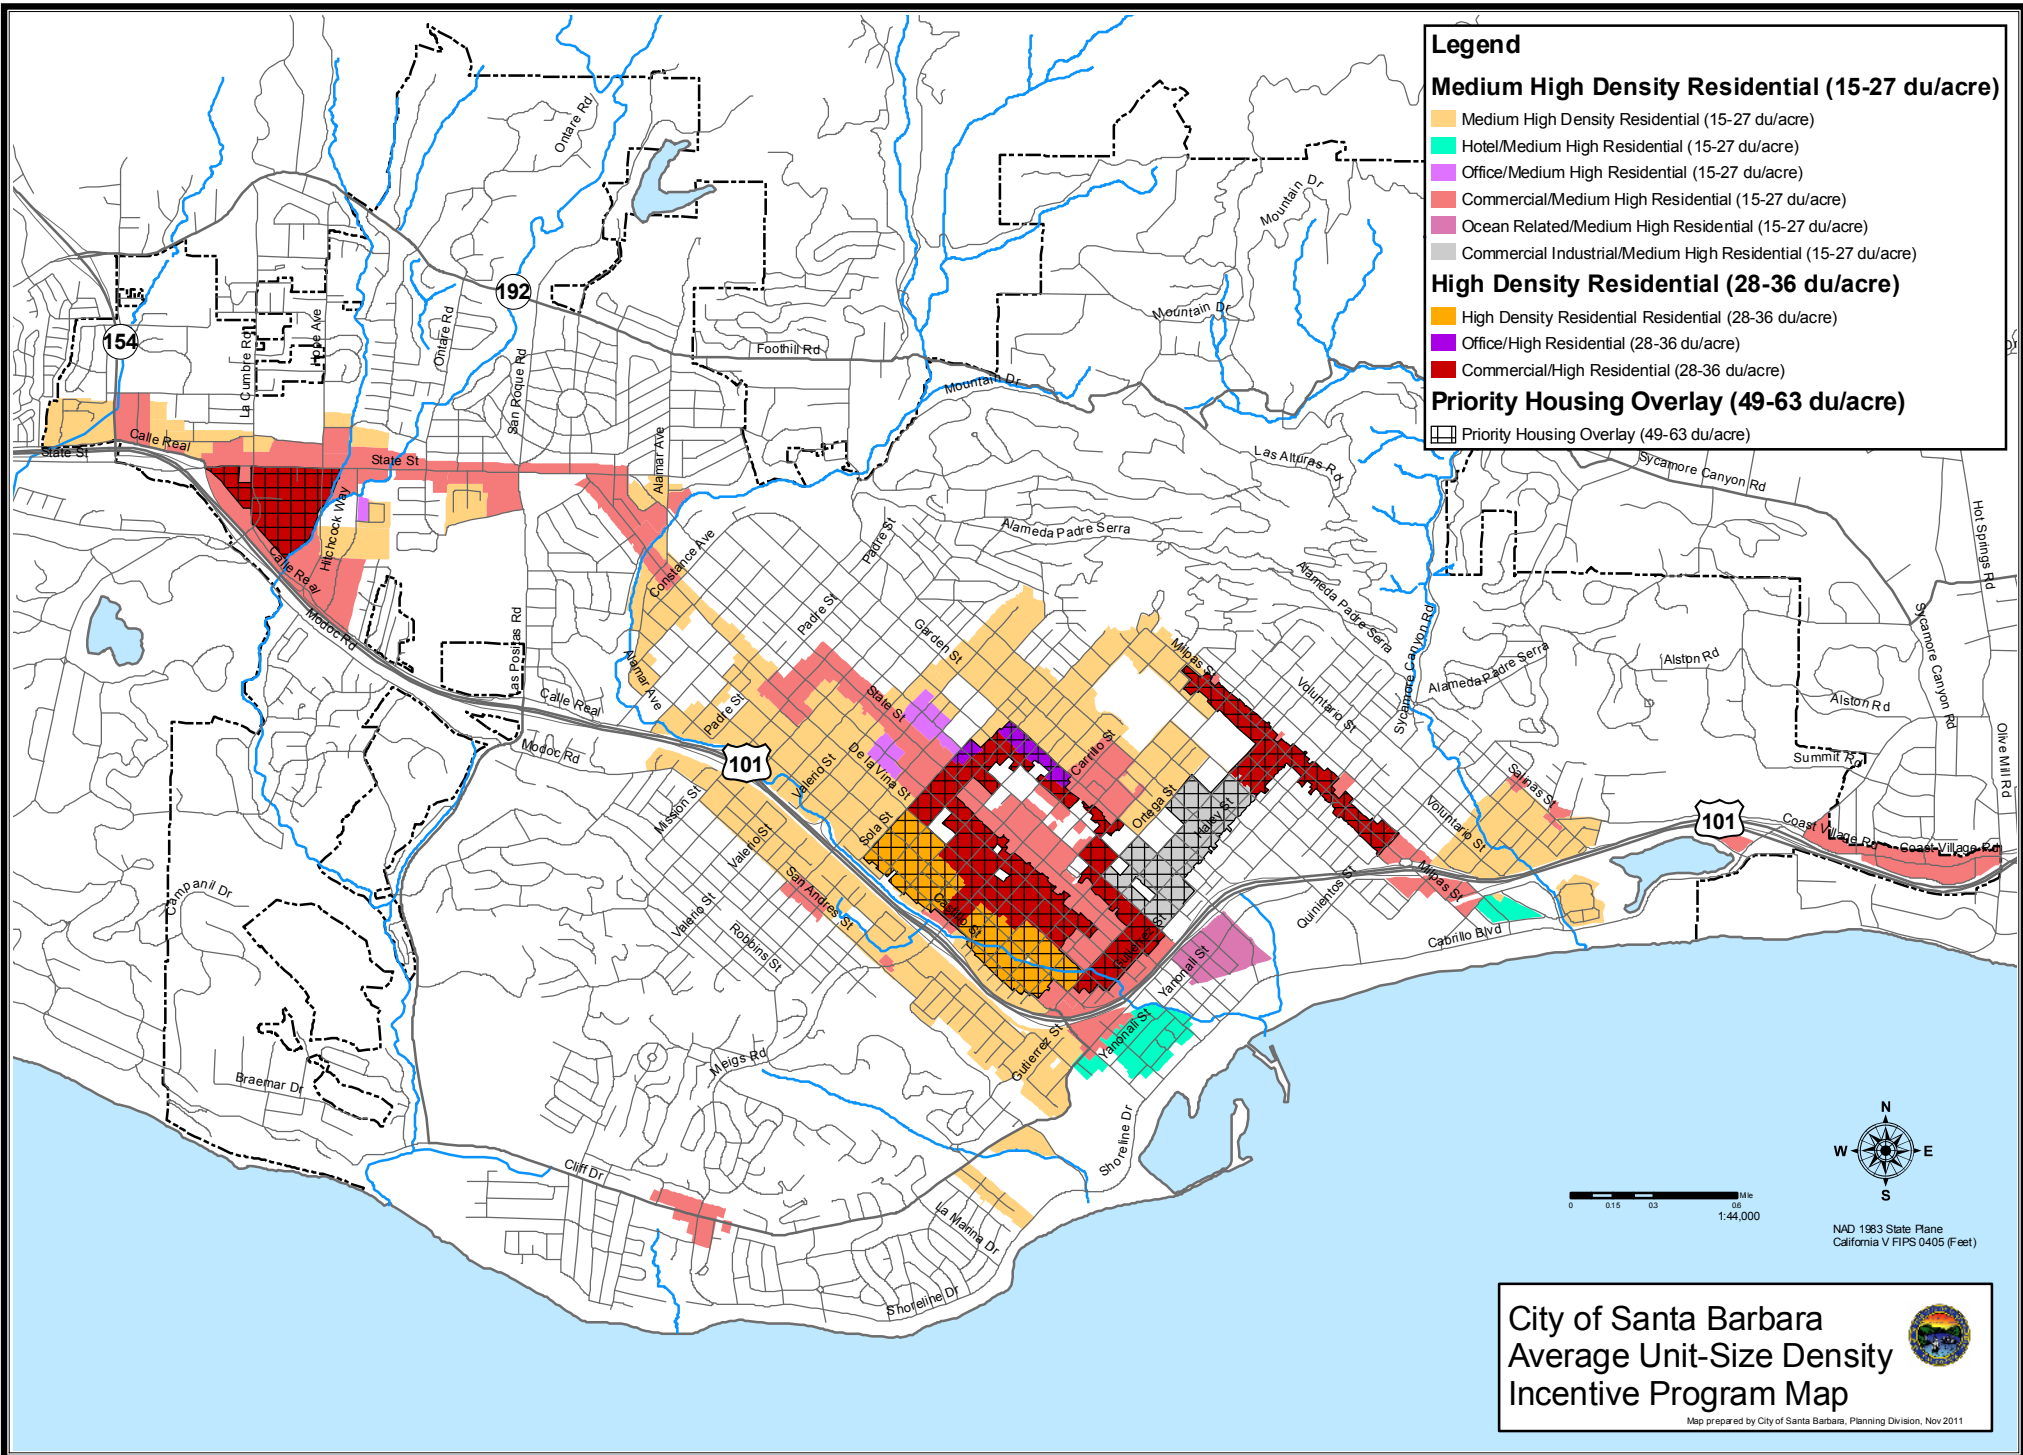 Legend
Medium High Density Residential (15-27 du/acre)
Medium High Density Residential (15-27 du/acre)
Hotel/Medium High Residential (15-27 du/acre)
Office/Medium High Residential (15-27 du/acre)
Commercial/Medium High Residential (15-27 du/acre)
Ocean Related/Medium High Residential (15-27 du/acre)
Commercial Industrial/Medium High Residential (15-27 du/acre)
High Density Residential (28-36 du/acre)
High Density Residential Residential (28-36 du/acre)
Office/High Residential (28-36 du/acre)
Commercial/High Residential (28-36 du/acre)
Priority Housing Overlay (49-63 du/acre)
Priority Housing Overlay (49-63 du/acre)
Ontare Rd
Mountain Dr
192
154
La Cumbre Rd
Hope Ave
Ontare Rd
San Roque Rd
Foothill Rd
Mountain Dr
Mountain Dr
Calle Real
State St
State St
Alamar Ave
Las Alturas Rd
Sycamore Canyon Rd
Hot Springs Rd
Hitchcock Way
Calle Real
Modoc Rd
Constance Ave
Padre St
Alameda Padre Serra
Alameda Padre Serra
Sycamore Canyon Rd
Sycamore Canyon Rd
Las Positas Rd
Padre St
Garden St
Milpas St
Alston Rd
Alameda Padre Serra
Alamar Ave
Calle Real
Padre St
State St
Voluntario St
Alston Rd
Olive Mill Rd
Modoc Rd
101
Valerio St
De la Vina St
Carrillo St
Summit Rd
Mission St
Ortega St
Haley St
Salinas St
Voluntario St
101
Coast Village Rd
Coast Village Rd
Sola St
Valerio St
San Andres St
Campanil Dr
Valerio St
Robbins St
Carrillo St
Gutierrez St
Quinientos St
Milpas St
Cabrillo Blvd
Yanonali St
Yanonali St
Gutierrez St
Meigs Rd
Braemar Dr
Cliff Dr
Shoreline Dr
La Marina Dr
Shoreline Dr
N
W
E
S
Mile
0
0.15
0.3
0.6
1:44,000
NAD 1983 State Plane
California V FIPS 0405 (Feet)
City of Santa Barbara
Average Unit-Size Density
Incentive Program Map
Map prepared by City of Santa Barbara, Planning Division, Nov 2011